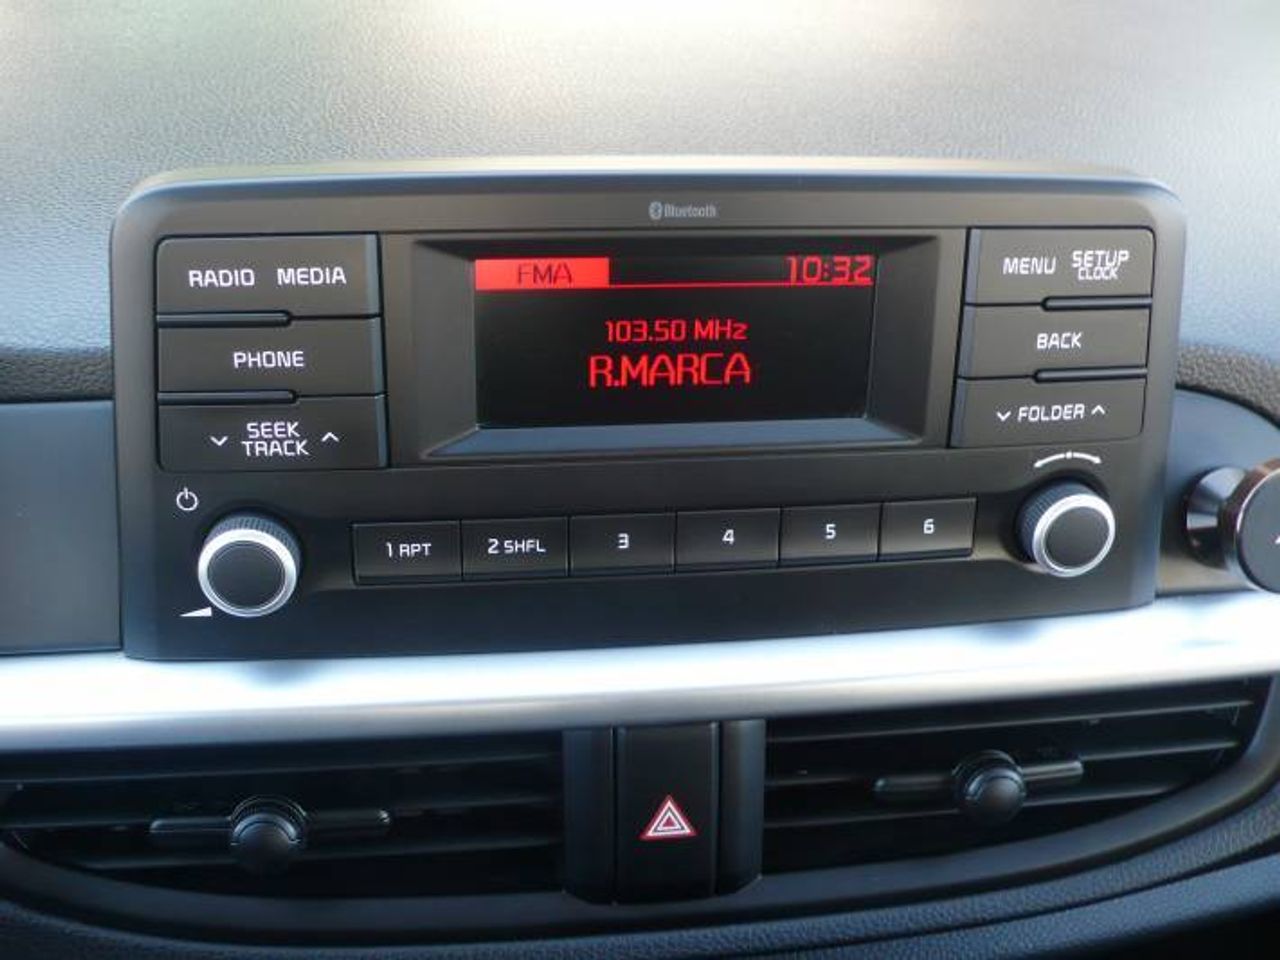 Bluetooth
RADIO MEDIA
PHONE
SEEK
TRACK
FMA 10:32
103.50 MHz
R.MARCA
MENU SETUP
CLOCK
BACK
FOLDER
1 RPT 2 SHFL 3 4 5 6